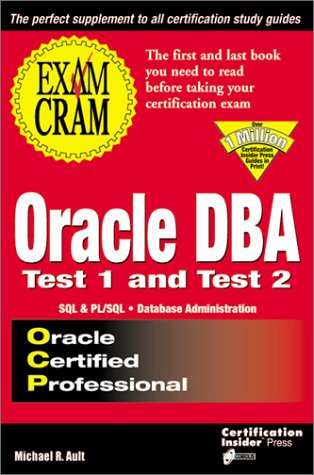 The perfect supplement to all certification study guides
EXAM
CRAM
The first and last book
you need to read
before taking your
certification exam
Over
1 Million
Certification
Insider Press
Guides in
Print!
Oracle DBA
Test 1 and Test 2
SQL & PL/SQL • Database Administration
Oracle
Certified
Professional
Certification
Insider Press
CORIOLIS
Michael R. Ault